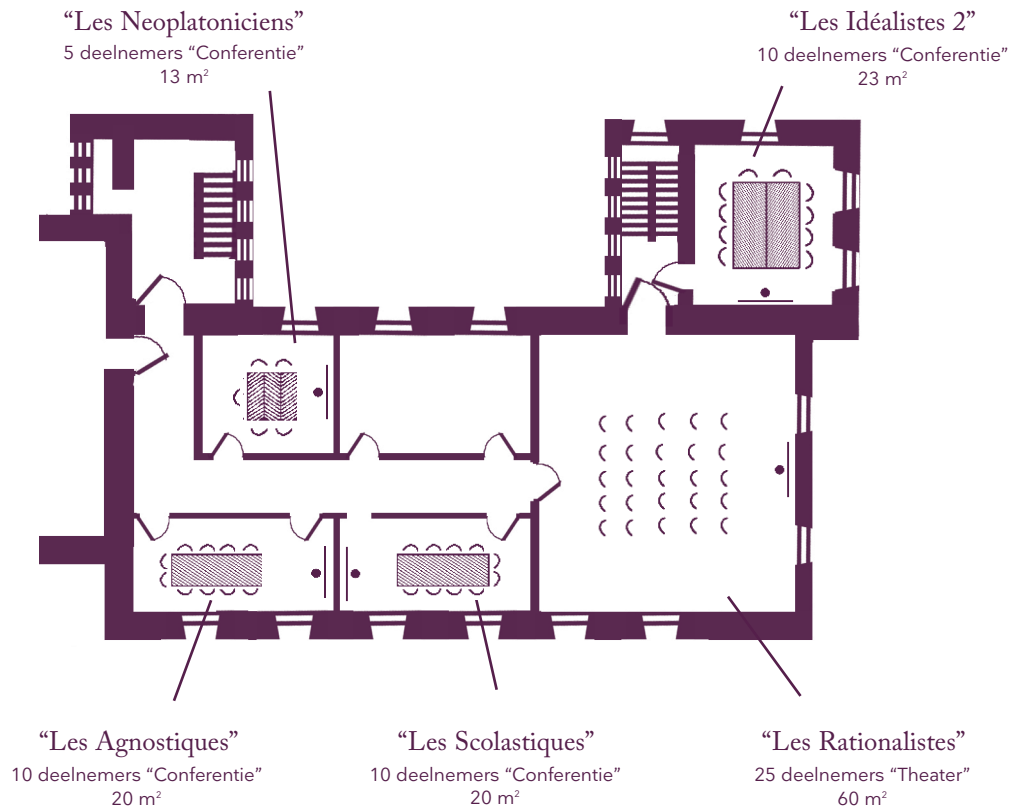 “Les Neoplatoniciens”
5 deelnemers “Conferentie”
13 m²
“Les Idéalistes 2”
10 deelnemers “Conferentie”
23 m²
“Les Agnostiques”
10 deelnemers “Conferentie”
20 m²
“Les Scolastiques”
10 deelnemers “Conferentie”
20 m²
“Les Rationalistes”
25 deelnemers “Theater”
60 m²